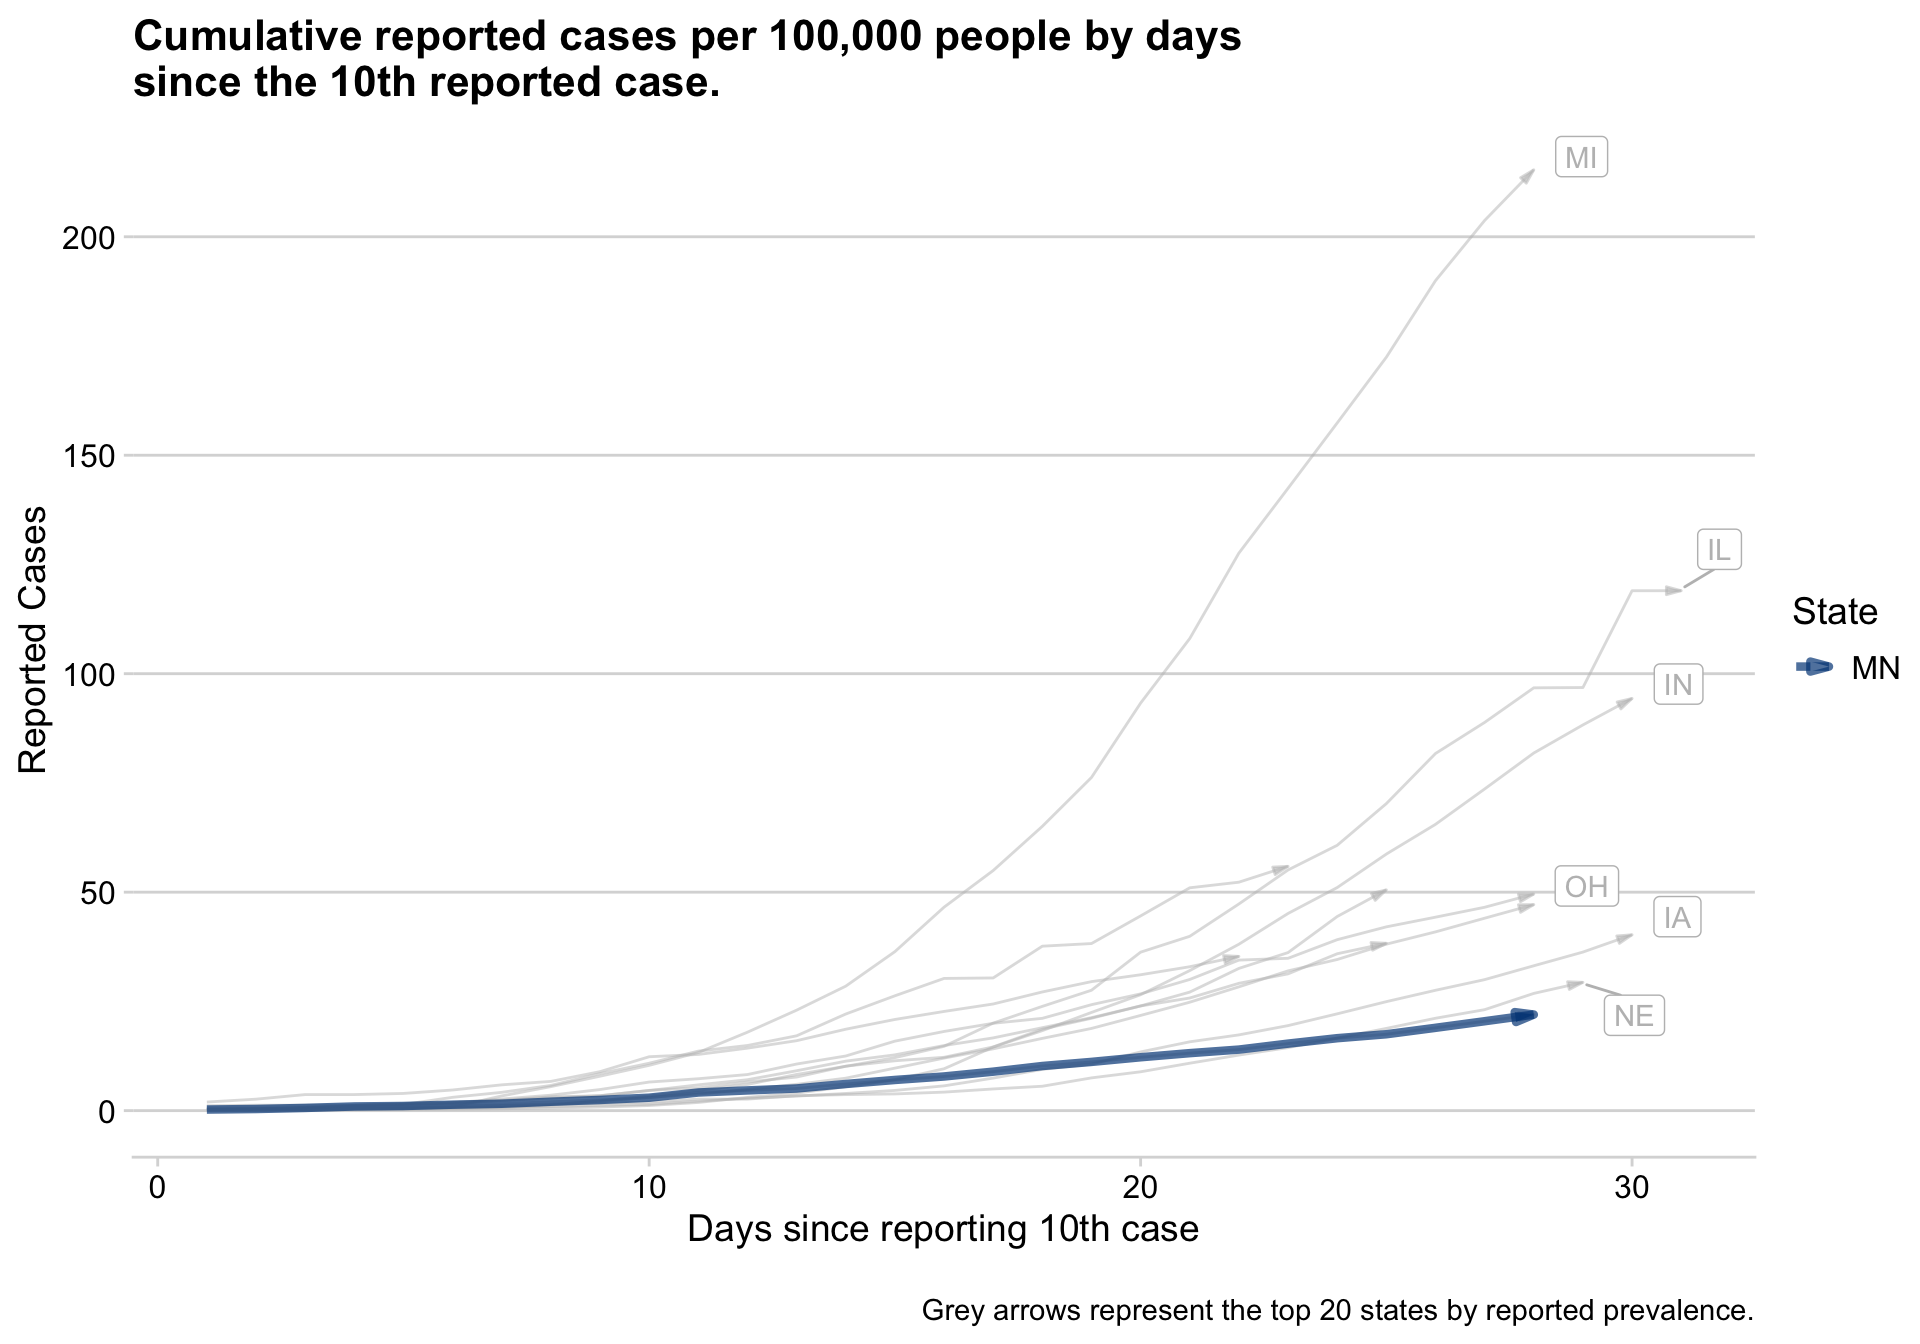 Cumulative reported cases per 100,000 people by days
since the 10th reported case.
MI
200
150
IL
State
MN
100
IN
Reported Cases
50
OH
IA
NE
0
0 10 20 30
Days since reporting 10th case
Grey arrows represent the top 20 states by reported prevalence.